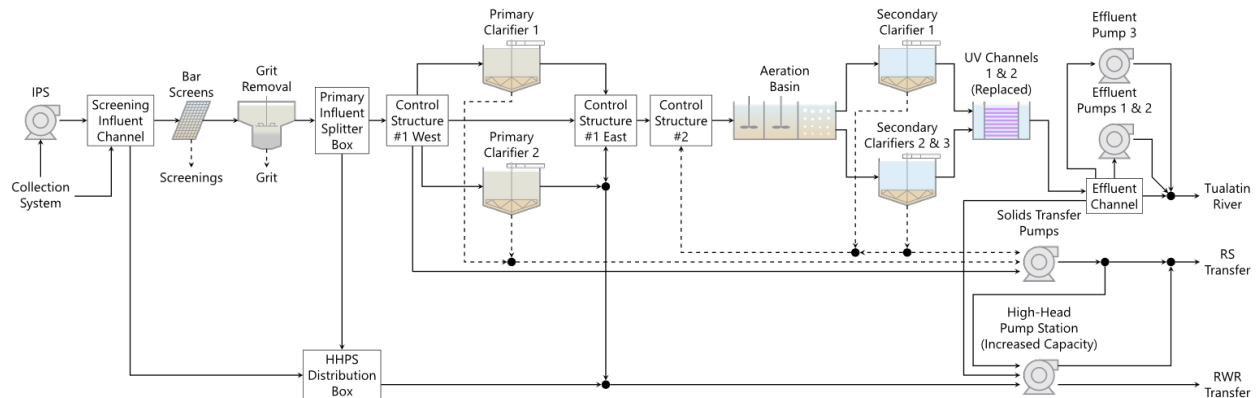 IPS
Collection
System
Screening
Influent
Channel
Bar
Screens
Screenings
Grit
Removal
Grit
Primary
Influent
Splitter
Box
Control
Structure
#1 West
Primary
Clarifier 1
Primary
Clarifier 2
Control
Structure
#1 East
Control
Structure
#2
Aeration
Basin
Secondary
Clarifier 1
Secondary
Clarifiers 2 & 3
UV Channels
1 & 2
(Replaced)
Effluent
Pump 3
Effluent
Pumps 1 & 2
Effluent
Channel
Tualatin
River
Solids Transfer
Pumps
RS
Transfer
High-Head
Pump Station
(Increased Capacity)
HHPS
Distribution
Box
RWR
Transfer